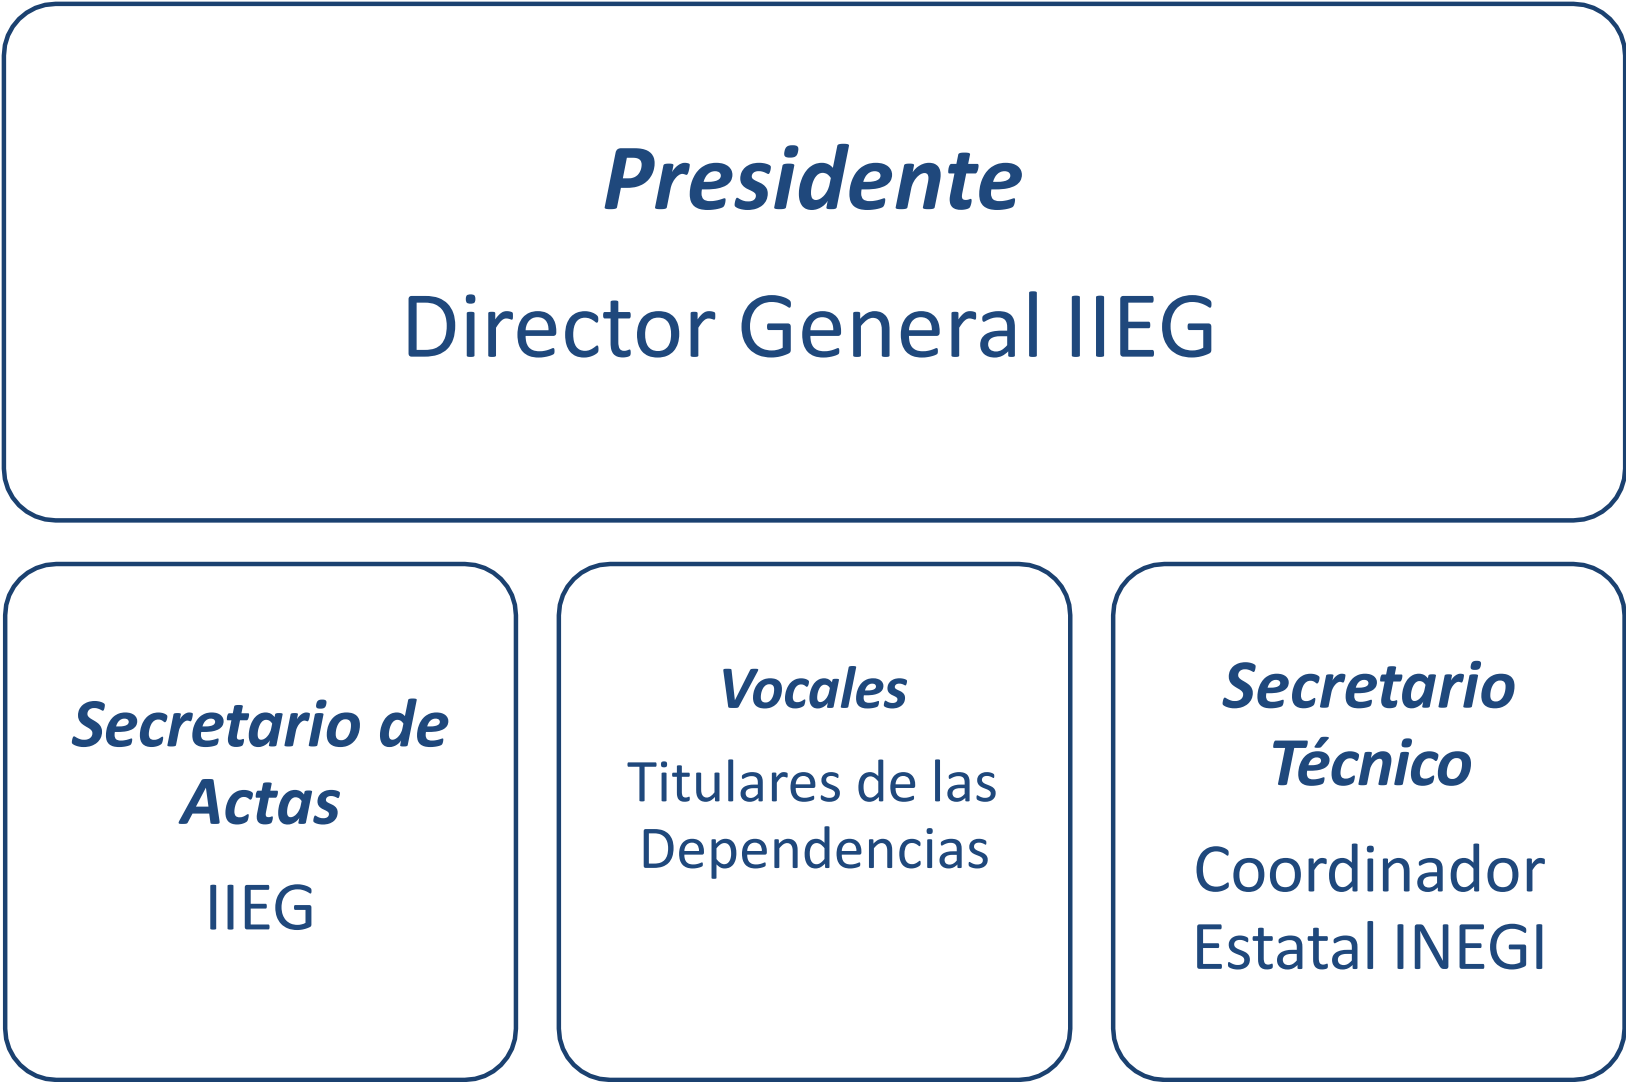 Presidente
Director General IIEG
Secretario de
Actas
IIEG
Vocales
Titulares de las
Dependencias
Secretario
Técnico
Coordinador
Estatal INEGI